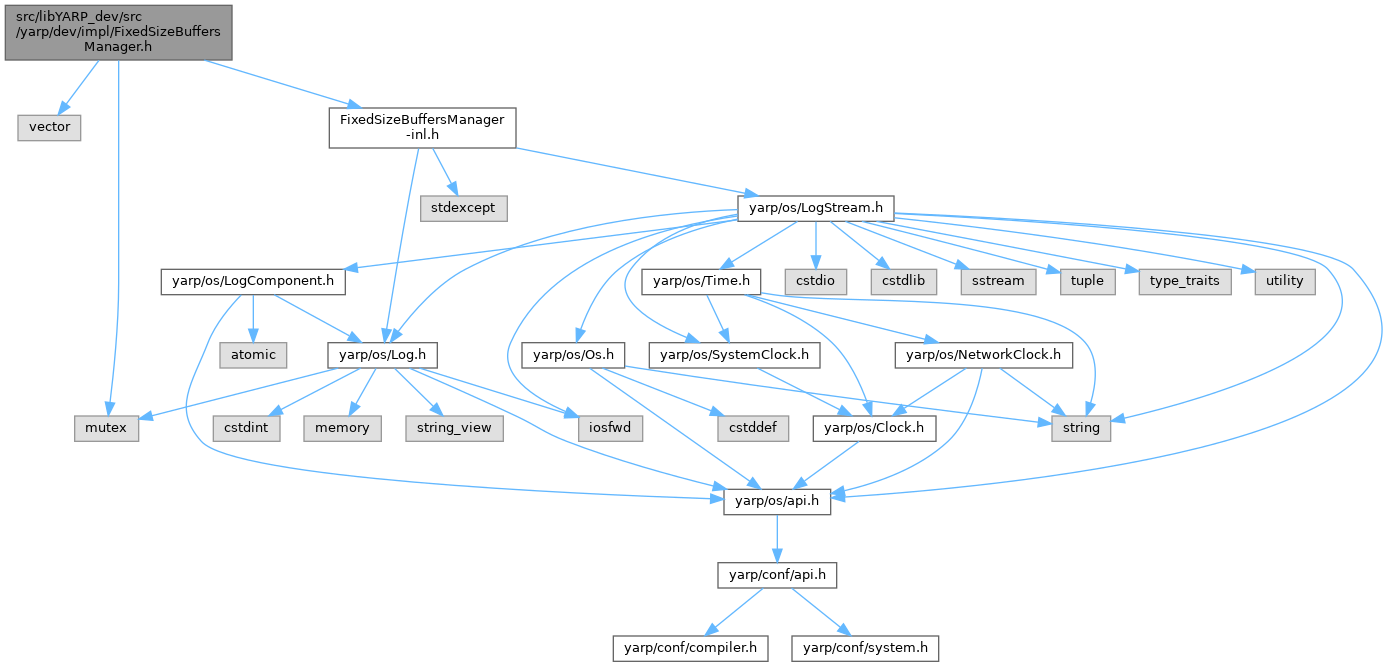 src/libYARP_dev/src
/yarp/dev/impl/FixedSizeBuffers
Manager.h
vector
FixedSizeBuffersManager
-inl.h
stdexcept
yarp/os/LogStream.h
yarp/os/LogComponent.h
yarp/os/Time.h
cstdio
cstdlib
sstream
tuple
type_traits
utility
atomic
yarp/os/Log.h
yarp/os/Os.h
yarp/os/SystemClock.h
yarp/os/NetworkClock.h
mutex
cstdint
memory
string_view
iosfwd
cstddef
yarp/os/Clock.h
string
yarp/os/api.h
yarp/conf/api.h
yarp/conf/compiler.h
yarp/conf/system.h